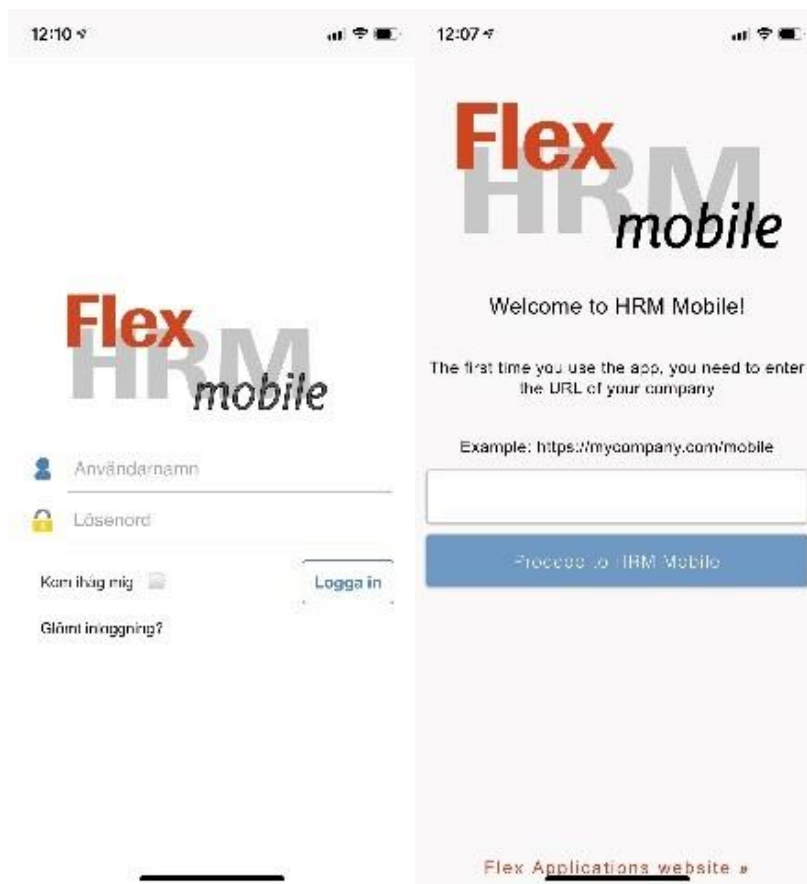 12:10
Flex
HRM
mobile
Användarnamn
Lösenord
Kom ihåg mig
Logga in
Glömt inloggning?
12:07
Flex
HRM
mobile
Welcome to HRM Mobile!
The first time you use the app, you need to enter
the URL of your company
Example: https://mycompany.com/mobile
Proceed to HRM Mobile
Flex Applications website »